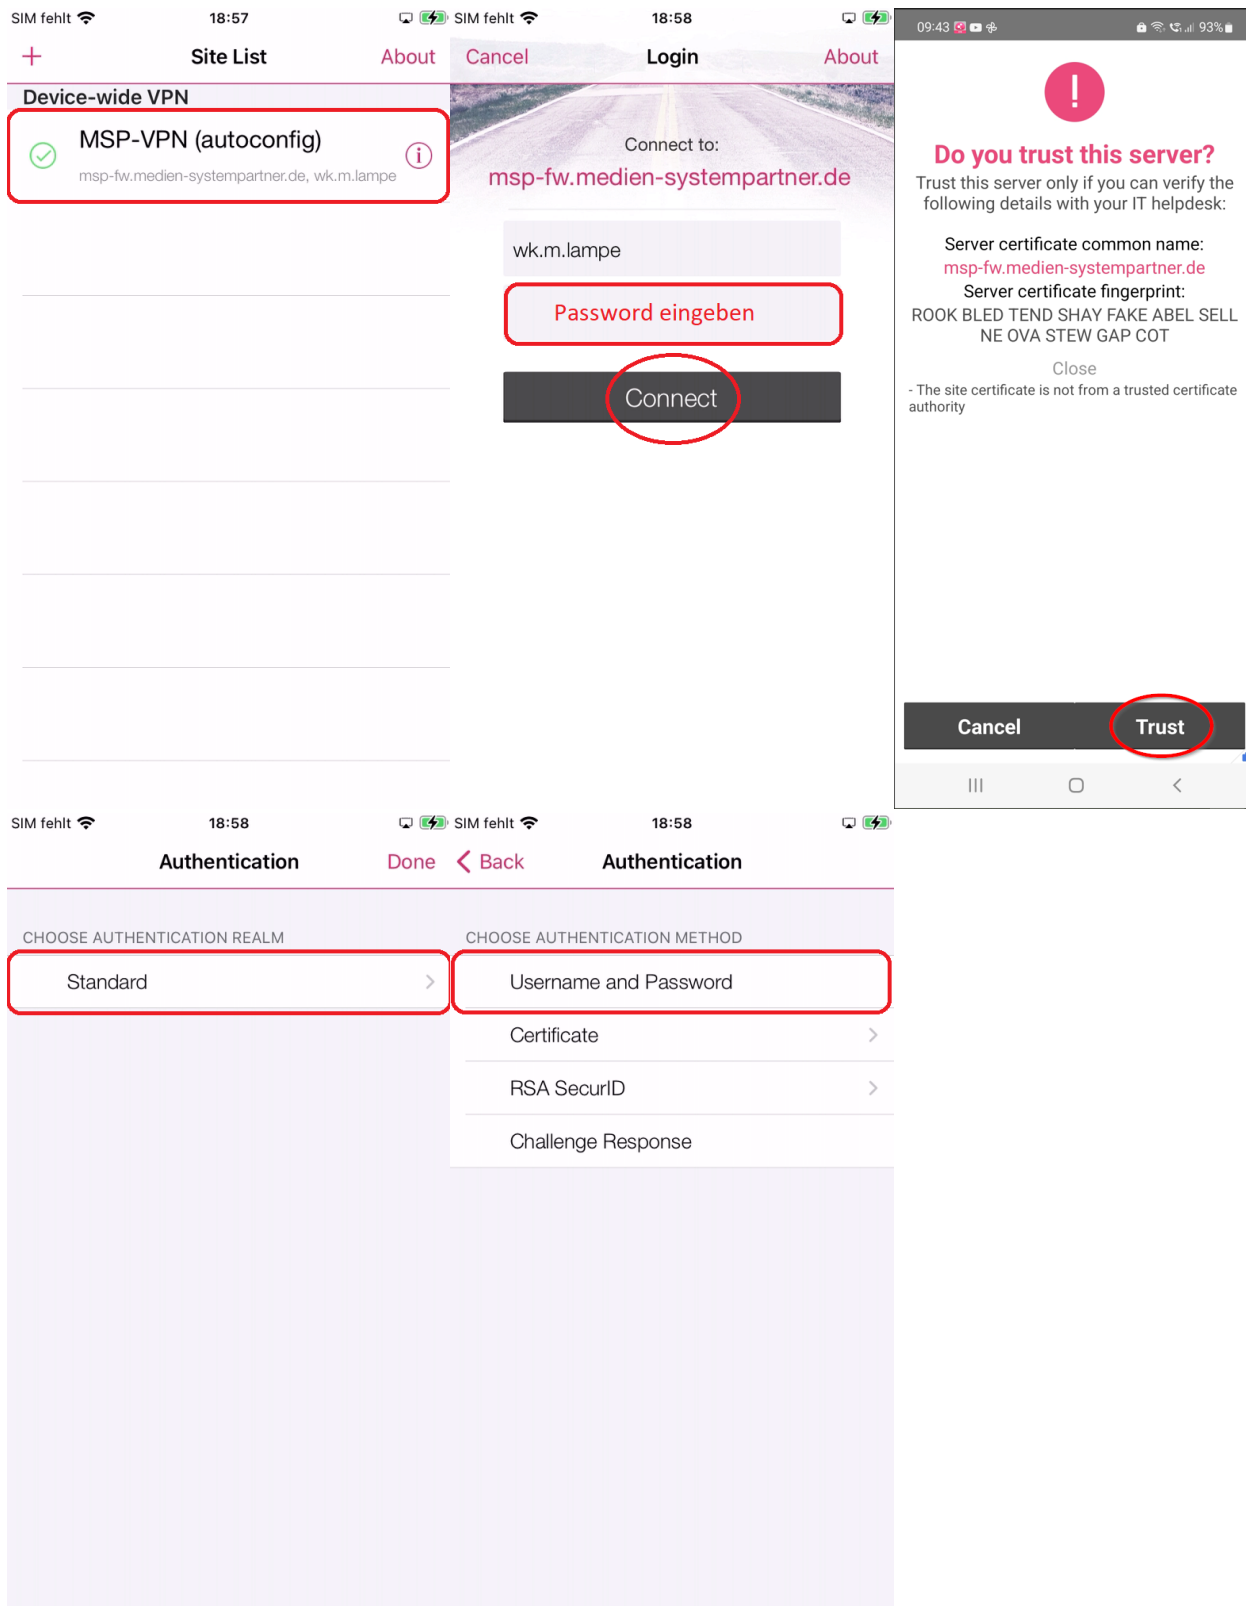 SIM fehlt 18:57
+ Site List About
Device-wide VPN
MSP-VPN (autoconfig)
msp-fw.medien-systempartner.de, wk.m.lampe
SIM fehlt 18:58
Cancel Login About
Connect to:
msp-fw.medien-systempartner.de
wk.m.lampe
Password eingeben
Connect
09:43 93%
Do you trust this server?
Trust this server only if you can verify the
following details with your IT helpdesk:
Server certificate common name:
msp-fw.medien-systempartner.de
Server certificate fingerprint:
ROOK BLED TEND SHAY FAKE ABEL SELL
NE OVA STEW GAP COT
Close
- The site certificate is not from a trusted certificate
authority
Cancel Trust
SIM fehlt 18:58
Authentication Done
CHOOSE AUTHENTICATION REALM
Standard
SIM fehlt 18:58
Back Authentication
CHOOSE AUTHENTICATION METHOD
Username and Password
Certificate
RSA SecurID
Challenge Response